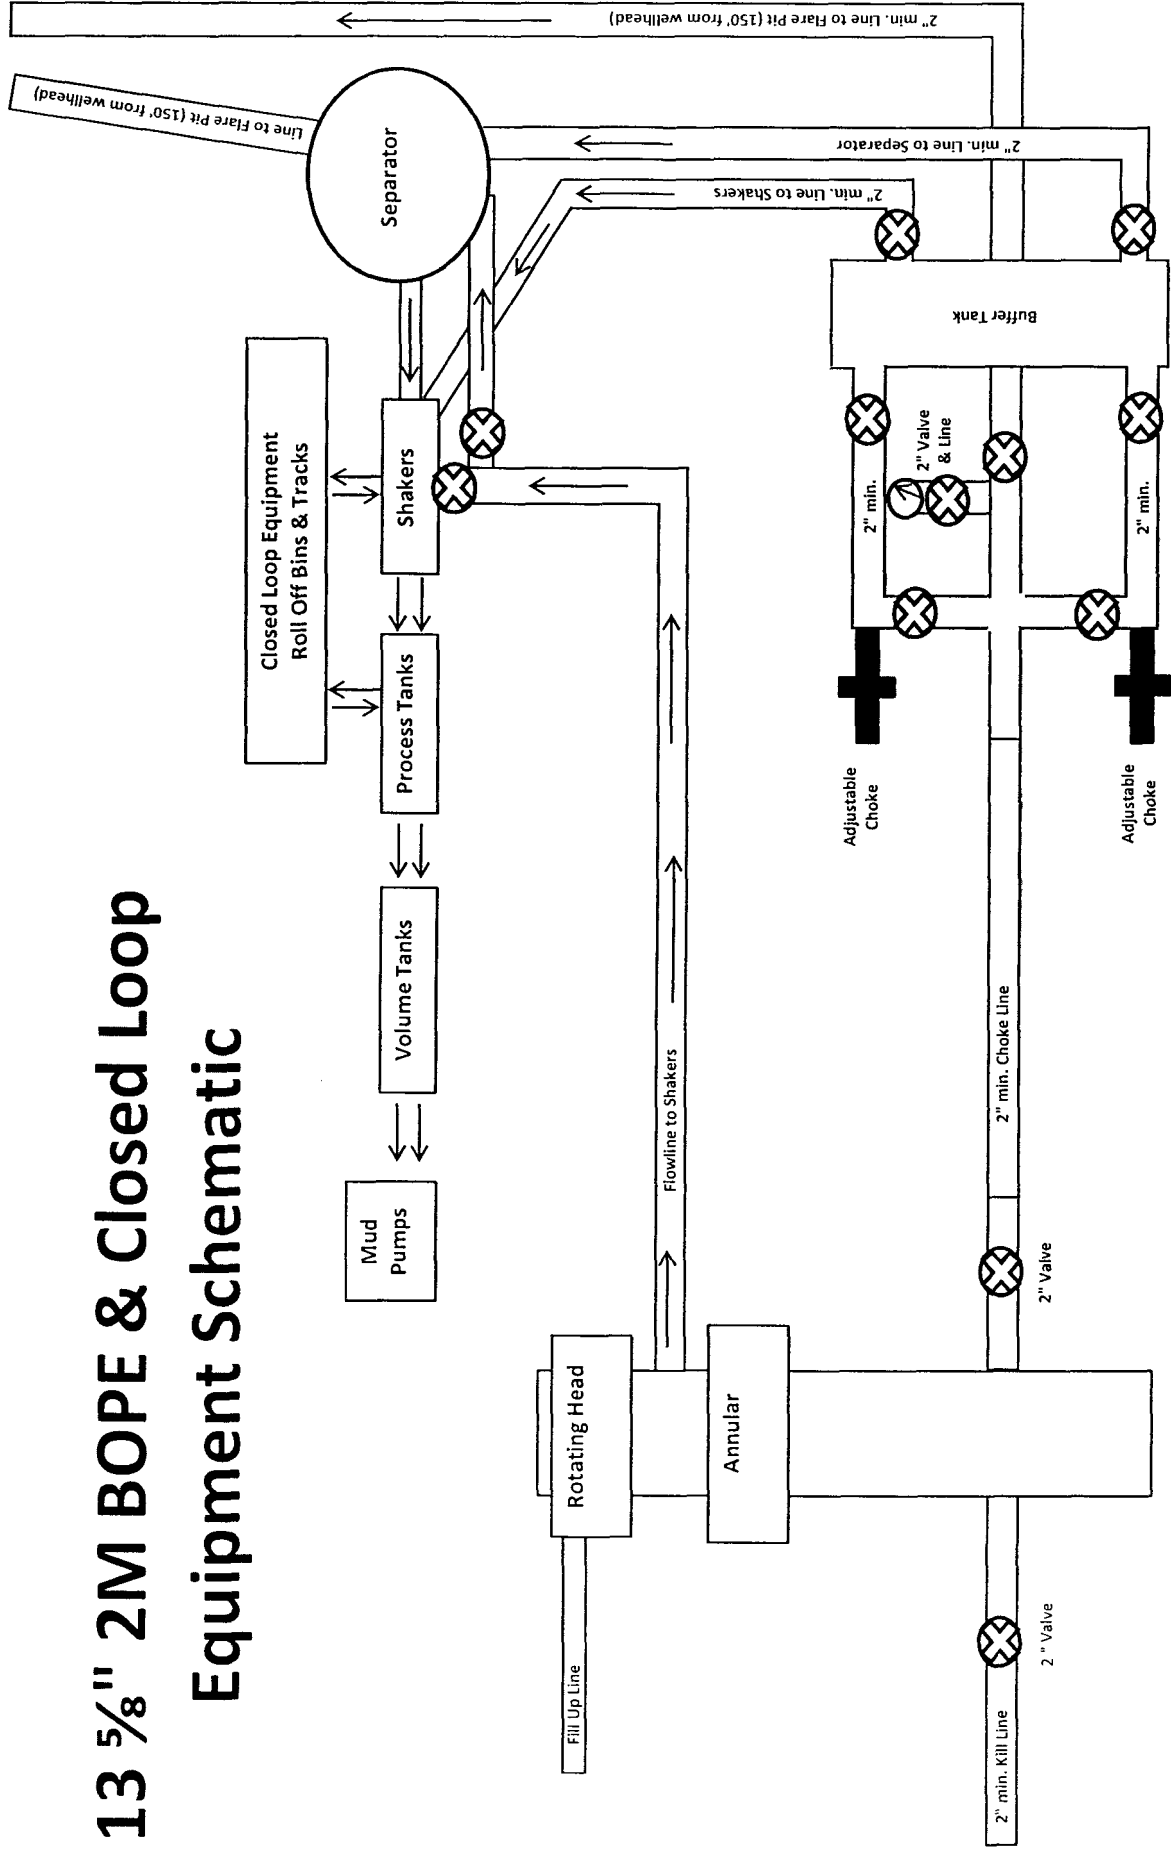 13 ⅝" 2M BOPE & Closed Loop
Equipment Schematic
Closed Loop Equipment
Roll Off Bins & Tracks
Mud
Pumps
Volume Tanks
Process Tanks
Shakers
Separator
Line to Flare Pit (150' from wellhead)
2" min. Line to Flare Pit (150' from wellhead)
Fill Up Line
Rotating Head
Annular
Flowline to Shakers
2" min. Line to Shakers
2" min. Line to Separator
Adjustable
Choke
2" min.
2" Valve
& Line
Buffer Tank
2" min. Kill Line
2 " Valve
2" Valve
2" min. Choke Line
Adjustable
Choke
2" min.